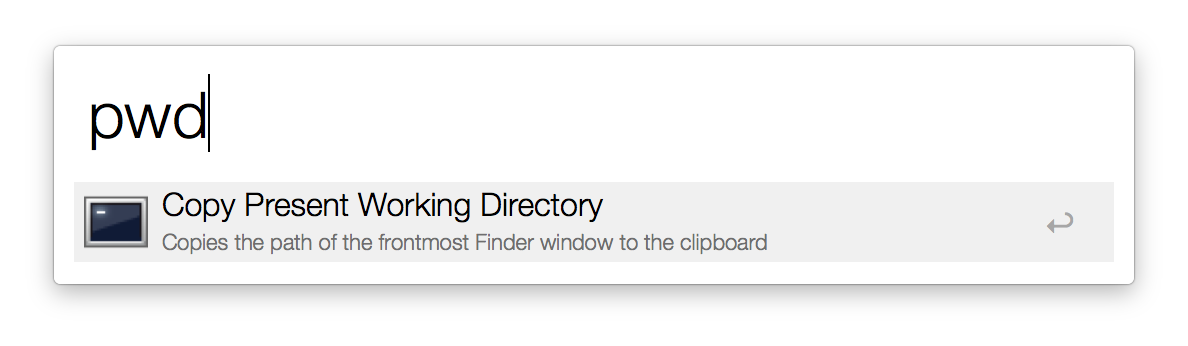 pwd
Copy Present Working Directory
Copies the path of the frontmost Finder window to the clipboard